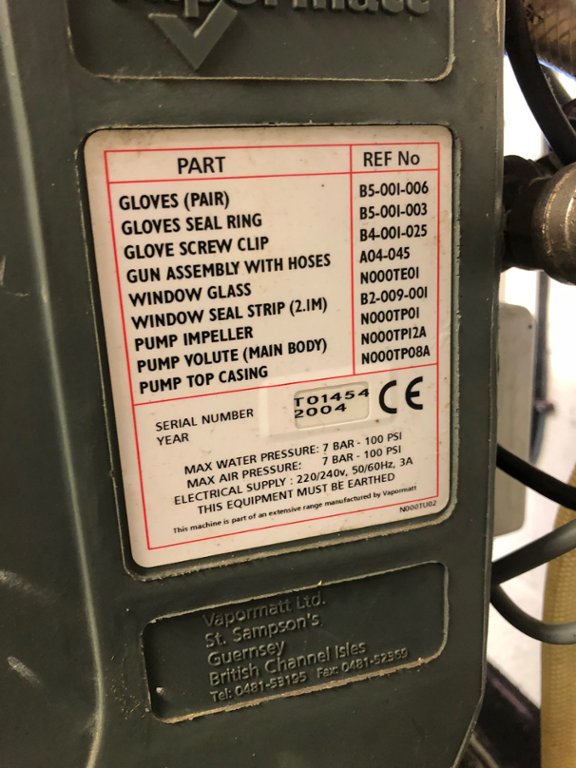 Vapormatt
PART REF No
GLOVES (PAIR) B5-001-006
GLOVES SEAL RING B5-001-003
GLOVE SCREW CLIP B4-001-025
GUN ASSEMBLY WITH HOSES A04-045
WINDOW GLASS N000TE01
WINDOW SEAL STRIP (2.1M) B2-009-001
PUMP IMPELLER N000TP01
PUMP VOLUTE (MAIN BODY) N000TP12A
PUMP TOP CASING N000TP08A
SERIAL NUMBER T01454
YEAR 2004
CE
MAX WATER PRESSURE: 7 BAR - 100 PSI
MAX AIR PRESSURE: 7 BAR - 100 PSI
ELECTRICAL SUPPLY : 220/240v, 50/60Hz, 3A
THIS EQUIPMENT MUST BE EARTHED
This machine is part of an extensive range manufactured by Vapormatt
N000TU02
Vapormatt Ltd.
St. Sampson's
Guernsey
British Channel Isles
Tel: 0481-53195 Fax: 0481-52369